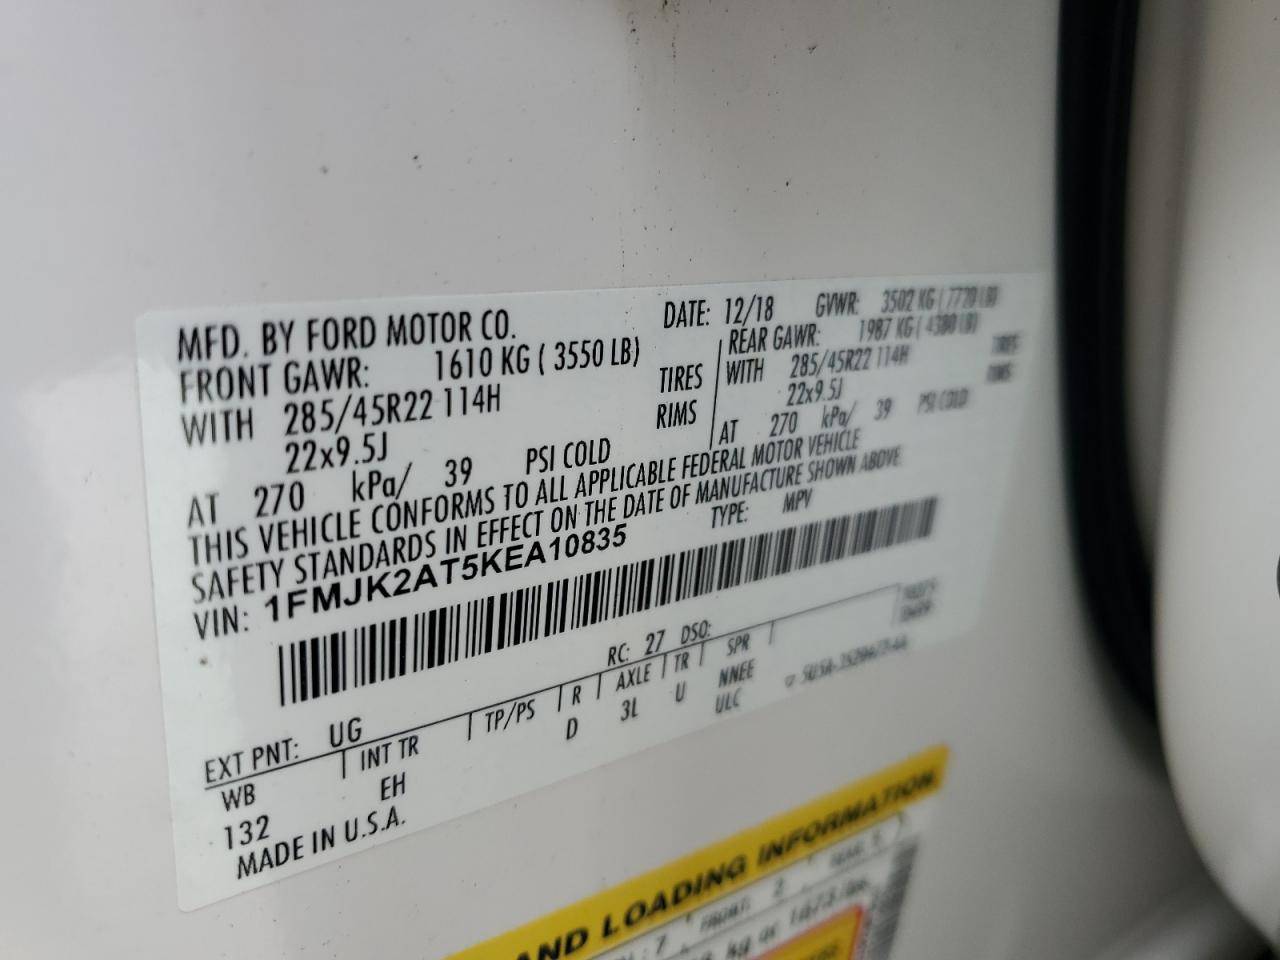 MFD. BY FORD MOTOR CO.
DATE: 12/18 GVWR: 3502 KG ( 7720 LB)
FRONT GAWR: 1610 KG ( 3550 LB)
REAR GAWR: 1987 KG ( 4380 LB)
WITH 285/45R22 114H TIRES
WITH 285/45R22 114H TIRES
22x9.5J RIMS
22x9.5J RIMS
AT 270 kPa/ 39 PSI COLD
AT 270 kPa/ 39 PSI COLD
THIS VEHICLE CONFORMS TO ALL APPLICABLE FEDERAL MOTOR VEHICLE
SAFETY STANDARDS IN EFFECT ON THE DATE OF MANUFACTURE SHOWN ABOVE
VIN: 1FMJK2AT5KEA10835
TYPE: MPV
EXT PNT: UG RC: 27 DSO:
WB INT TR TP/PS R AXLE TR SPR
132 EH D 3L U NNEE
ULC
MADE IN U.S.A.
AND LOADING INFORMATION
: 7 FRONT: 2